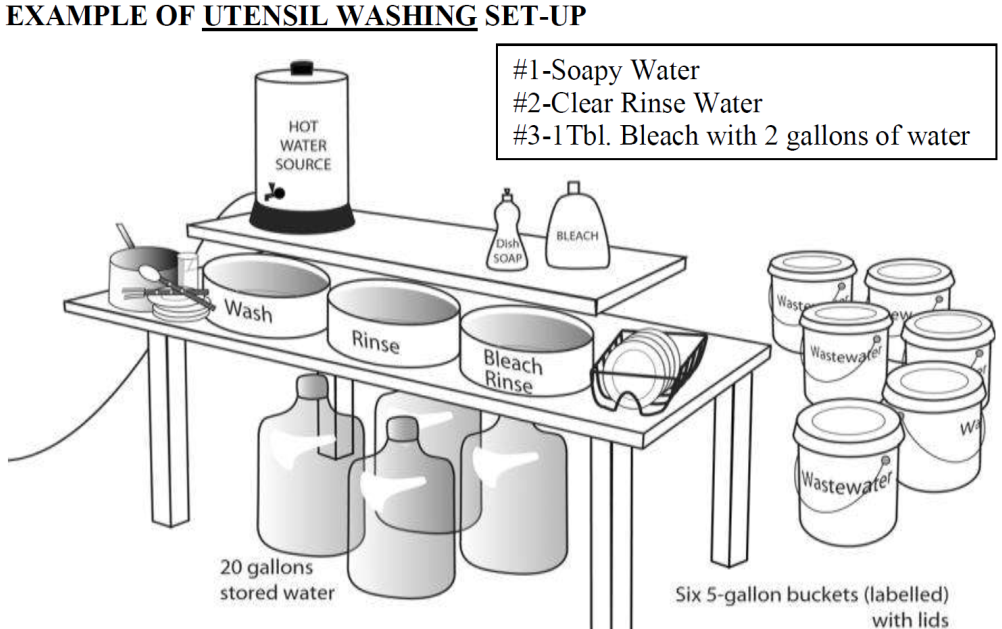 EXAMPLE OF UTENSIL WASHING SET-UP
#1-Soapy Water
#2-Clear Rinse Water
#3-1Tbl. Bleach with 2 gallons of water
HOT
WATER
SOURCE
Dish
SOAP
BLEACH
Wash
Rinse
Bleach
Rinse
Wastewater
Wastewater
20 gallons
stored water
Six 5-gallon buckets (labelled)
with lids